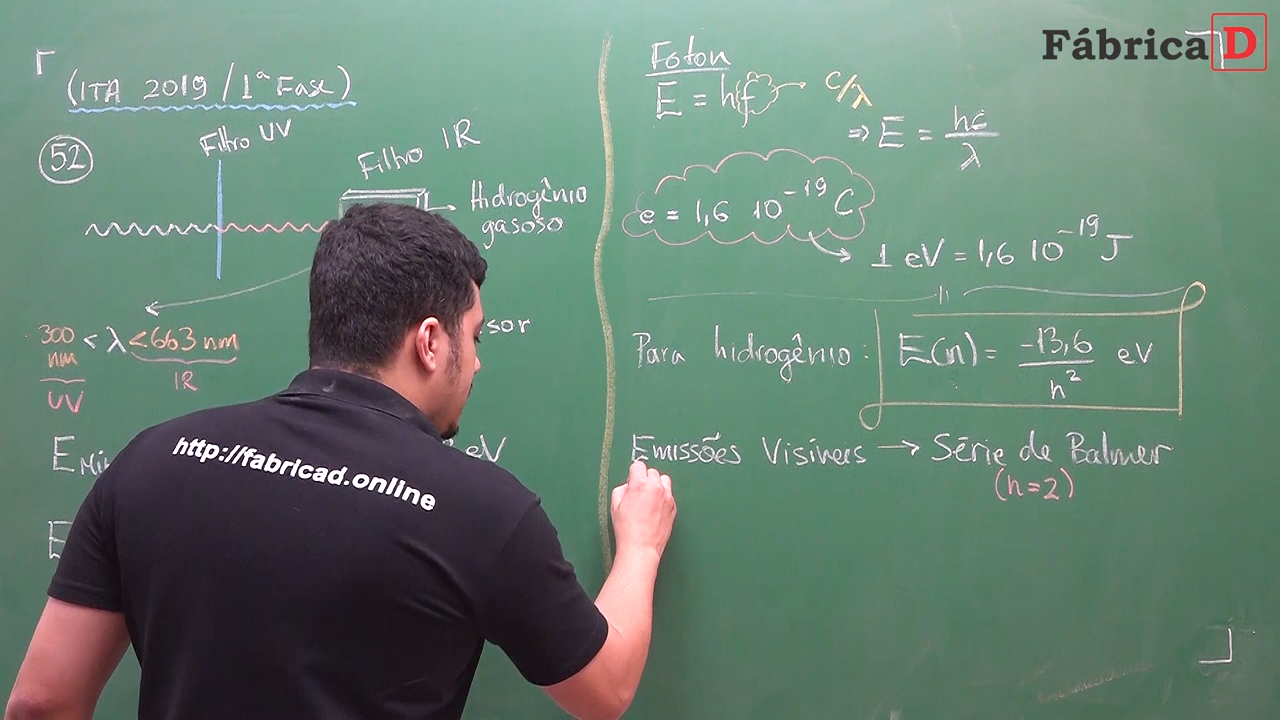 Fábrica D
(ITA 2019 / 1ª Fase)
52
Filtro UV
Filtro IR
Hidrogênio
gasoso
sor
300 nm < λ < 663 nm
UV
IR
eV
E
Fóton
E = hf
c/λ
⇒ E = hc/λ
e = 1,6 10⁻¹⁹ C
1 eV = 1,6 10⁻¹⁹ J
Para hidrogênio: E(n) = -13,6/n² eV
Emissões Visíveis → Série de Balmer
(n=2)
http://fabricad.online